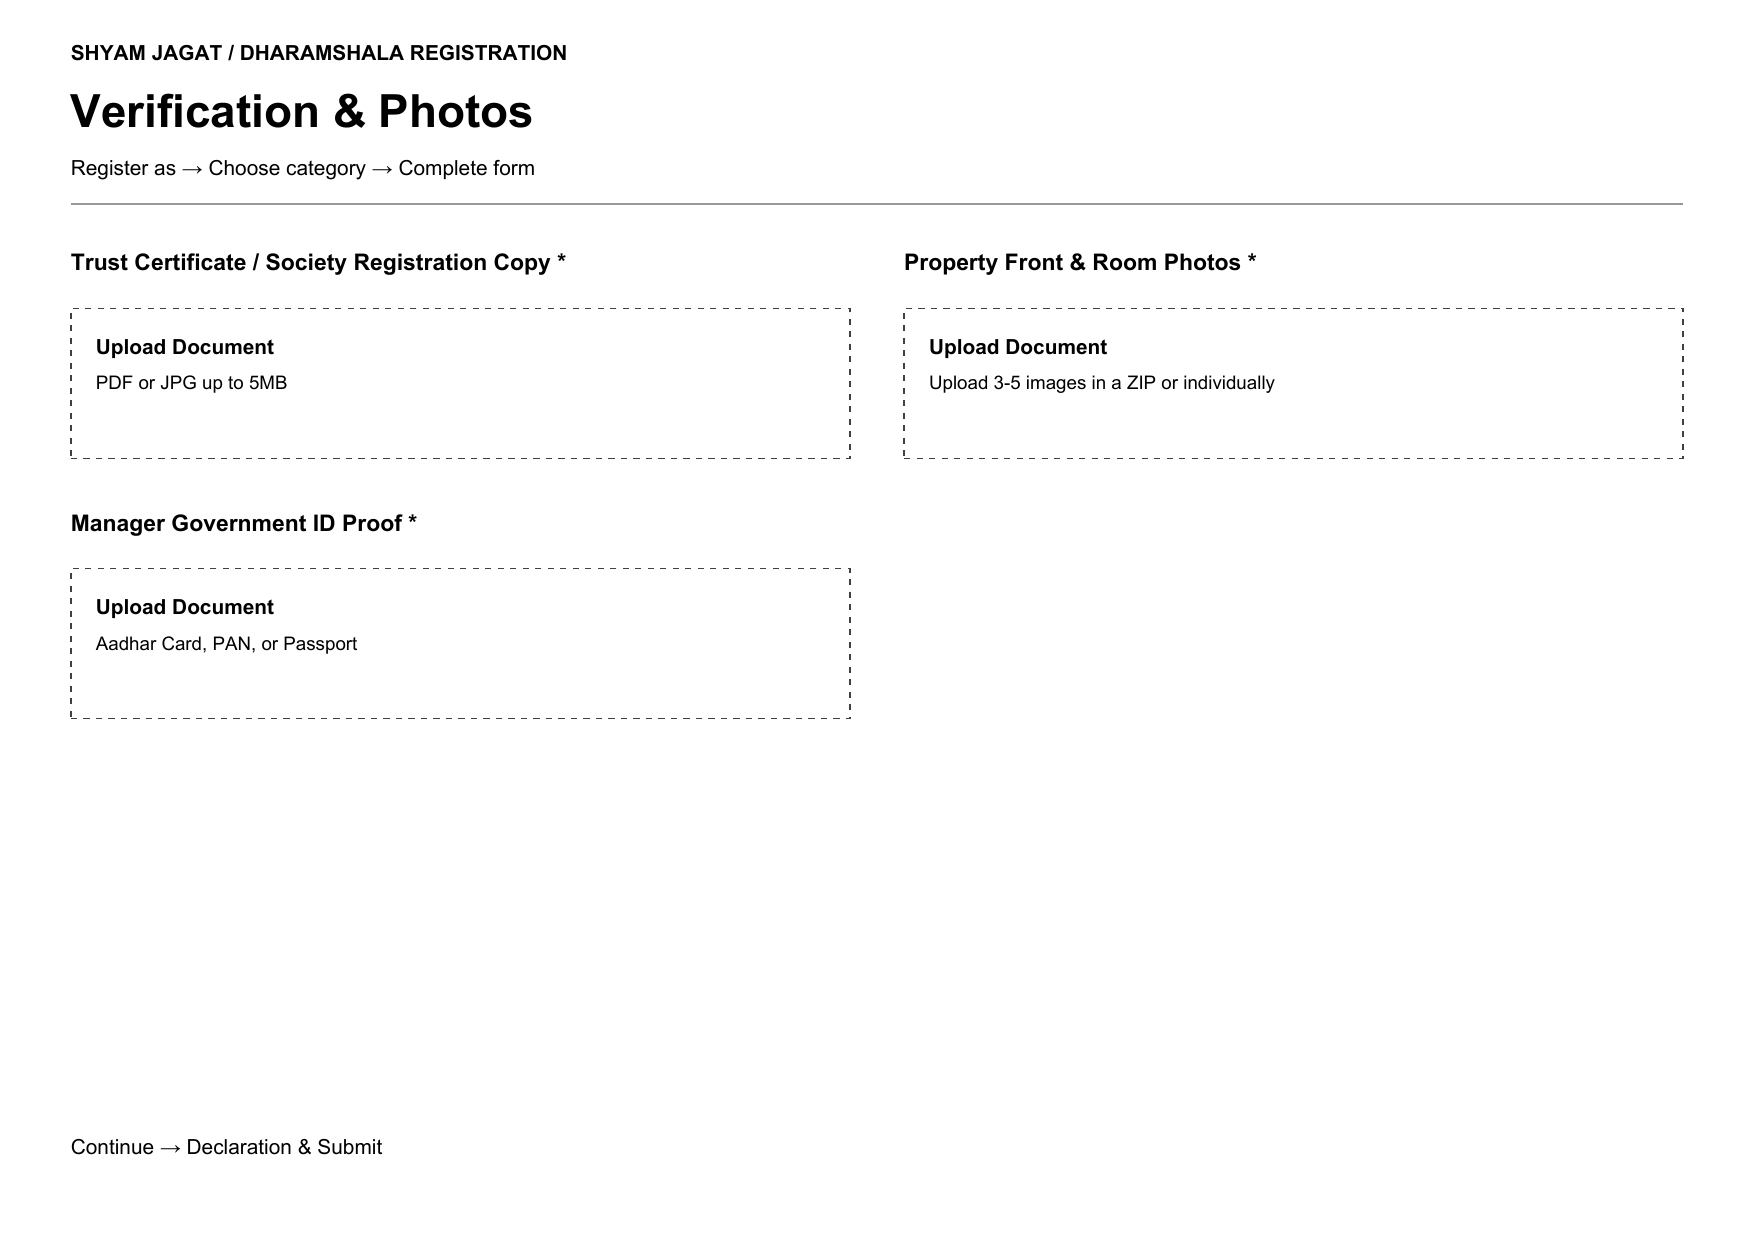 SHYAM JAGAT / DHARAMSHALA REGISTRATION
Verification & Photos
Register as → Choose category → Complete form
Trust Certificate / Society Registration Copy *
Upload Document
PDF or JPG up to 5MB
Property Front & Room Photos *
Upload Document
Upload 3-5 images in a ZIP or individually
Manager Government ID Proof *
Upload Document
Aadhar Card, PAN, or Passport
Continue → Declaration & Submit